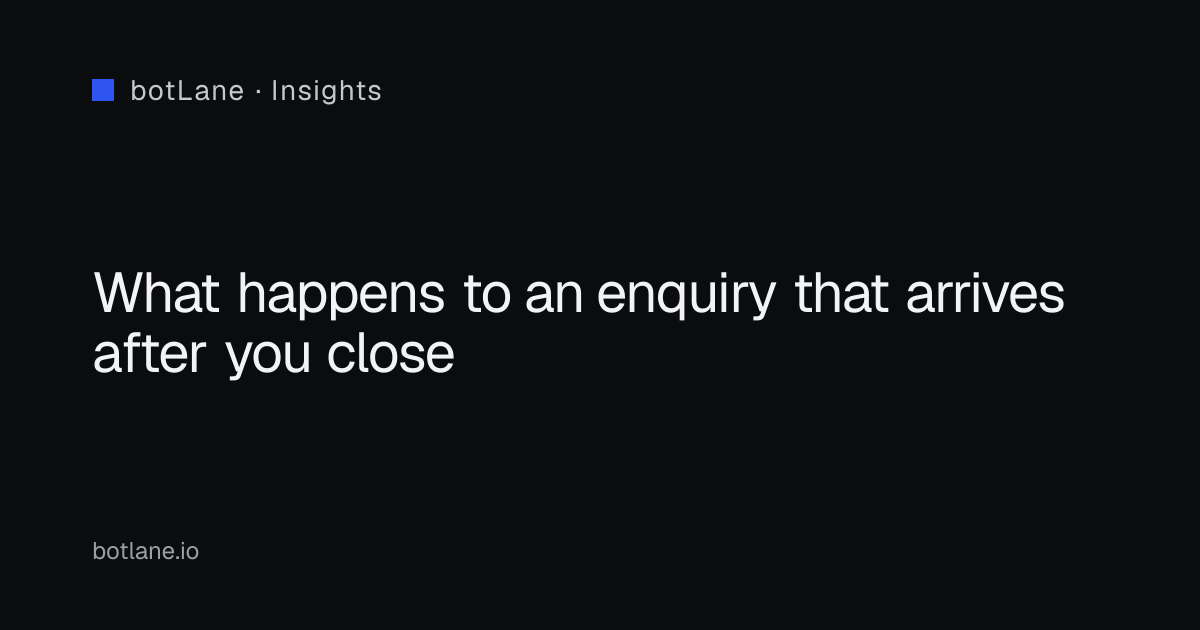 botLane · Insights
What happens to an enquiry that arrives
after you close
botlane.io